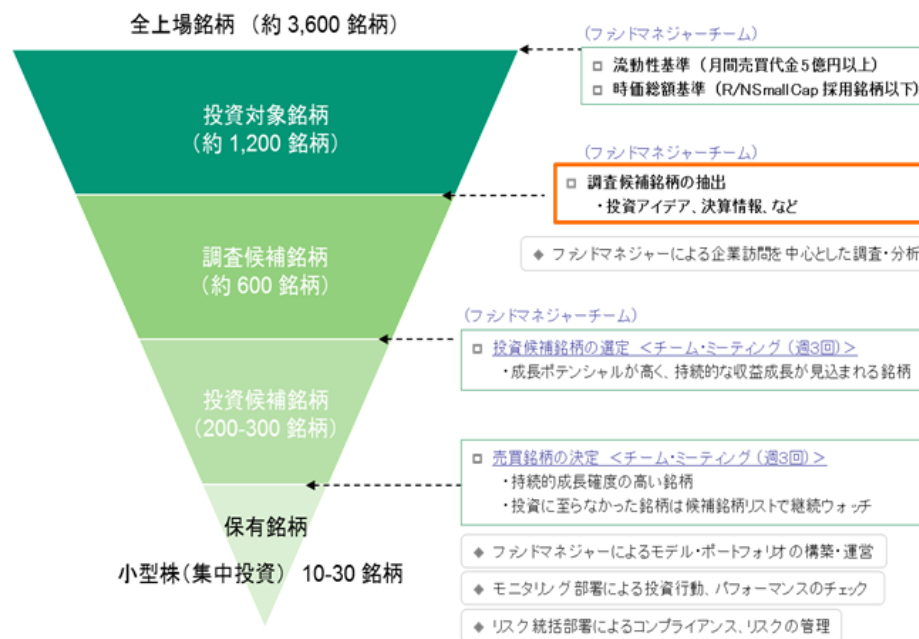 全上場銘柄 (約 3,600 銘柄)
(ファンドマネジャーチーム)
□ 流動性基準 (月間売買代金5億円以上)
□ 時価総額基準 (R/NSmall Cap 採用銘柄以下)
投資対象銘柄
(約 1,200 銘柄)
(ファンドマネジャーチーム)
□ 調査候補銘柄の抽出
・投資アイデア、決算情報、など
◆ ファンドマネジャーによる企業訪問を中心とした調査・分析
調査候補銘柄
(約 600 銘柄)
(ファンドマネジャーチーム)
□ 投資候補銘柄の選定 <チーム・ミーティング (週3回)>
・成長ポテンシャルが高く、持続的な収益成長が見込まれる銘柄
投資候補銘柄
(200-300 銘柄)
□ 売買銘柄の決定 <チーム・ミーティング (週3回)>
・持続的成長確度の高い銘柄
・投資に至らなかった銘柄は候補銘柄リストで継続ウォッチ
保有銘柄
小型株(集中投資) 10-30 銘柄
◆ ファンドマネジャーによるモデル・ポートフォリオの構築・運営
◆ モニタリング部署による投資行動、パフォーマンスのチェック
◆ リスク統括部署によるコンプライアンス、リスクの管理